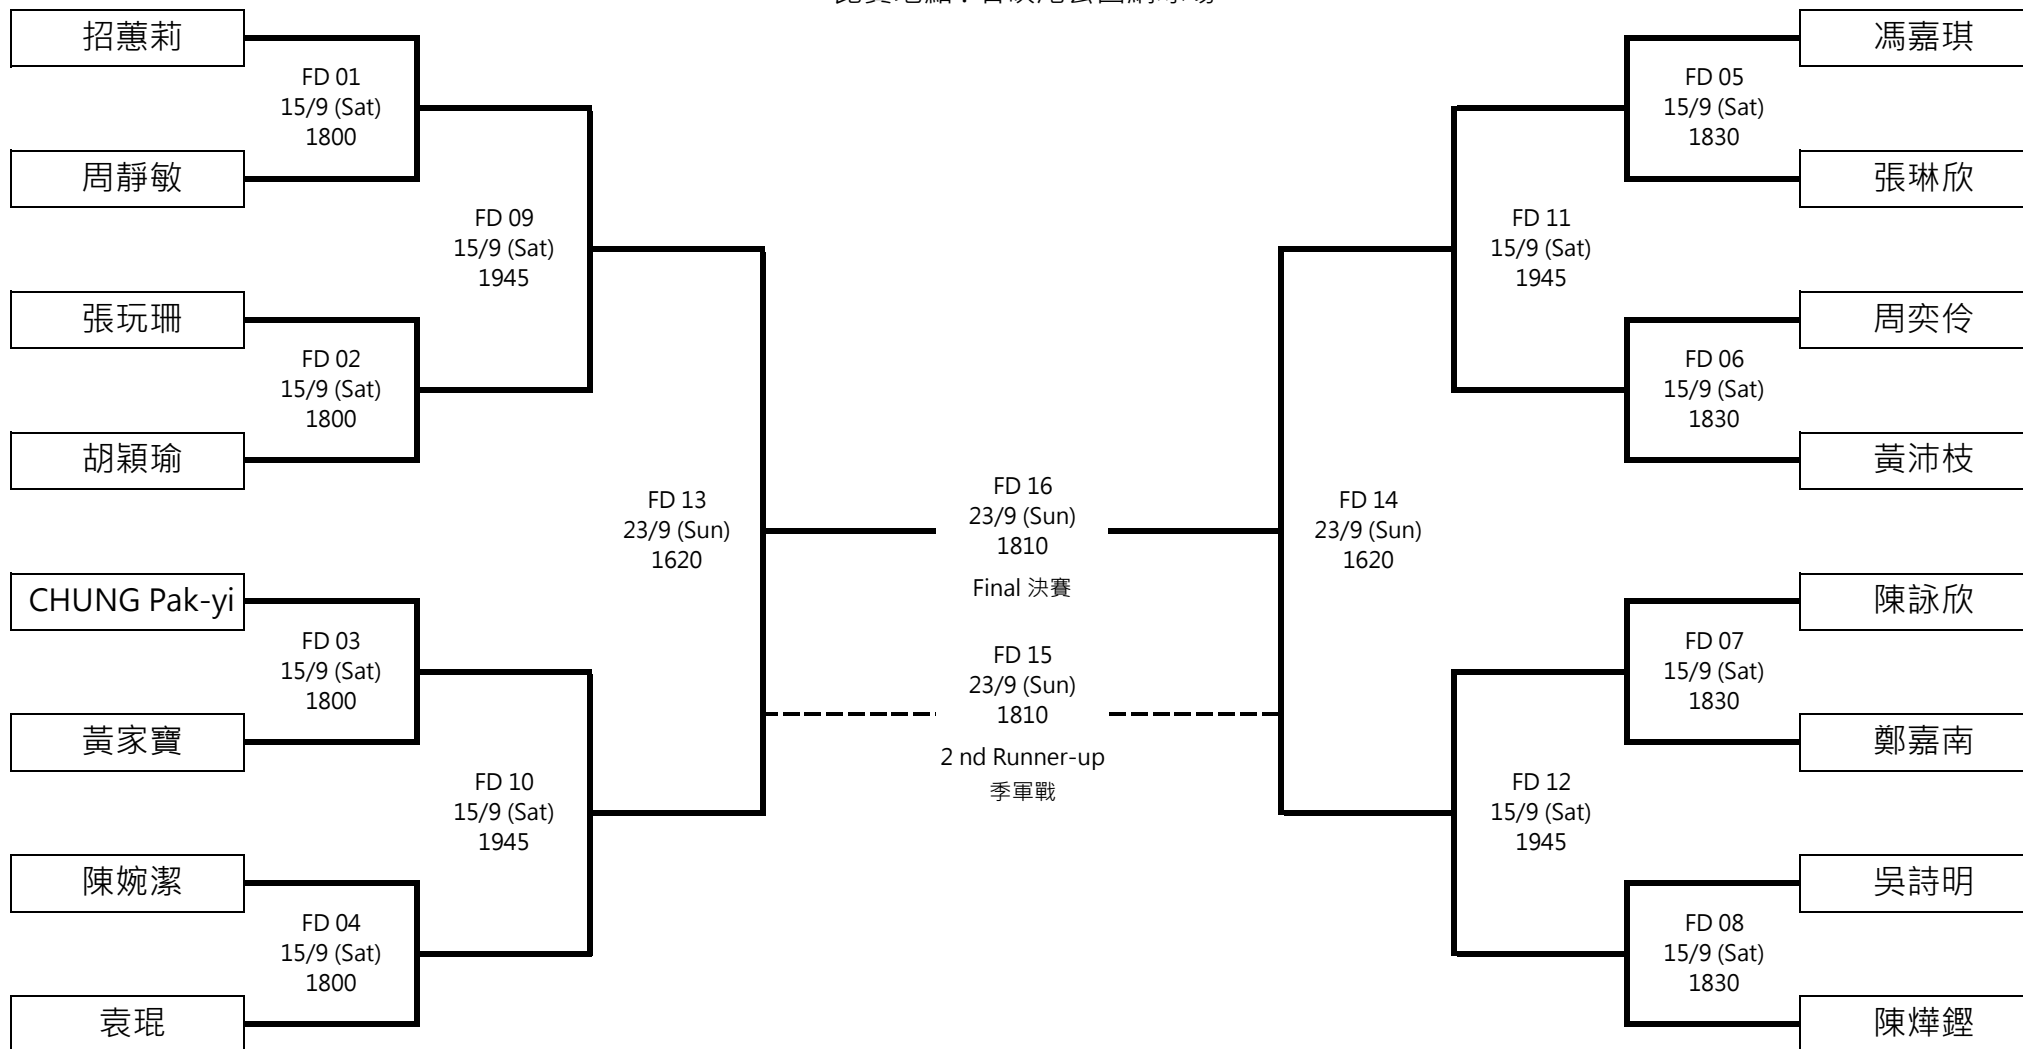 招蕙莉
FD 01
15/9 (Sat)
1800
周靜敏
FD 09
15/9 (Sat)
1945
張玩珊
FD 02
15/9 (Sat)
1800
胡穎瑜
FD 13
23/9 (Sun)
1620
CHUNG Pak-yi
FD 03
15/9 (Sat)
1800
黃家寶
FD 10
15/9 (Sat)
1945
陳婉潔
FD 04
15/9 (Sat)
1800
袁琨
FD 16
23/9 (Sun)
1810
Final 決賽
FD 15
23/9 (Sun)
1810
2 nd Runner-up
季軍戰
馮嘉琪
FD 05
15/9 (Sat)
1830
張琳欣
FD 11
15/9 (Sat)
1945
周奕伶
FD 06
15/9 (Sat)
1830
黃沛枝
FD 14
23/9 (Sun)
1620
陳詠欣
FD 07
15/9 (Sat)
1830
鄭嘉南
FD 12
15/9 (Sat)
1945
吳詩明
FD 08
15/9 (Sat)
1830
陳燁鏗